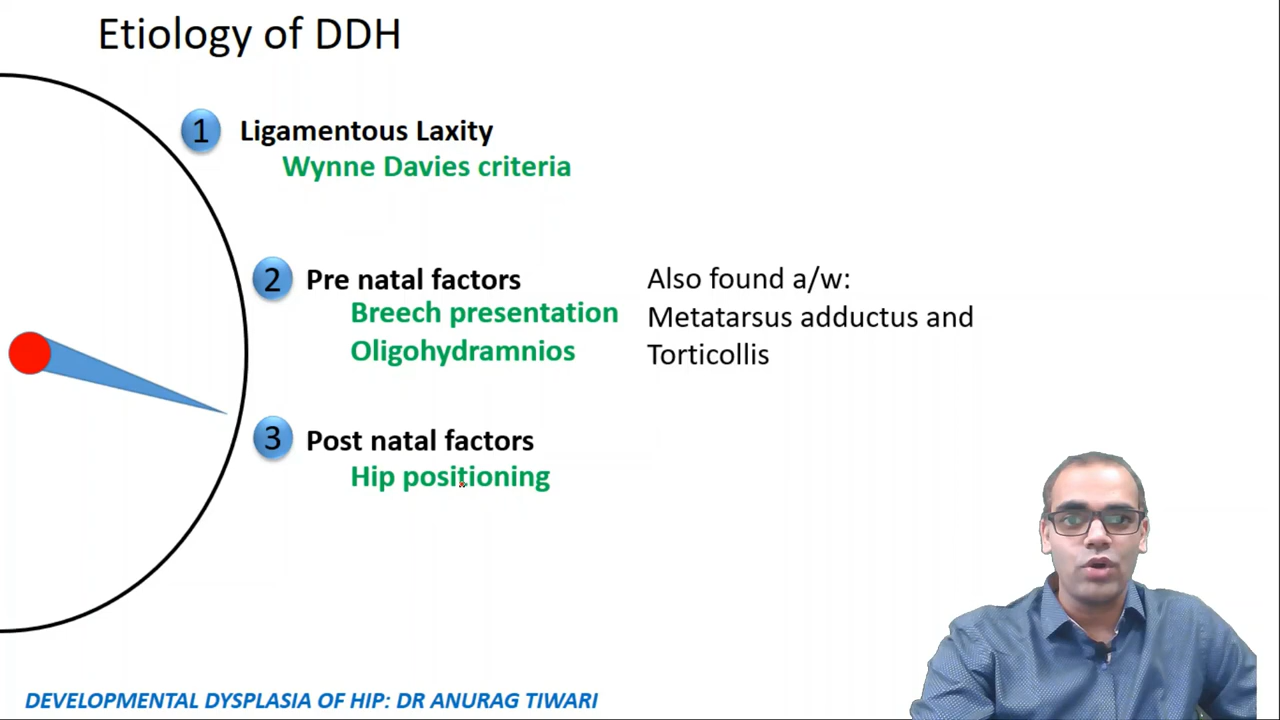 Etiology of DDH
1 Ligamentous Laxity
Wynne Davies criteria
2 Pre natal factors
Breech presentation
Oligohydramnios
Also found a/w:
Metatarsus adductus and
Torticollis
3 Post natal factors
Hip positioning
DEVELOPMENTAL DYSPLASIA OF HIP: DR ANURAG TIWARI